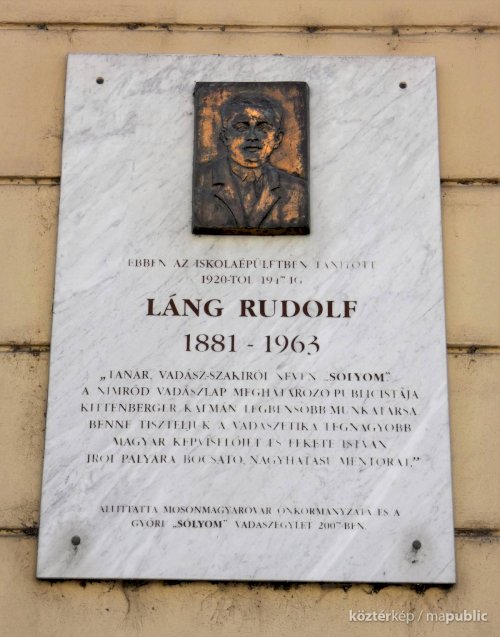 EBBEN AZ ISKOLAÉPÜLETBEN TANÍTOTT
1920-TÓL 1947-IG
LÁNG RUDOLF
1881 - 1963
„TANÁR, VADÁSZ-SZAKÍRÓI NEVÉN „SÓLYOM”
A NIMRÓD VADÁSZLAP MEGHATÁROZÓ PUBLICISTÁJA
KITTENBERGER KÁLMÁN LEGBENSŐBB MUNKATÁRSA.
BENNE TISZTELJÜK A VADÁSZETIKA LEGNAGYOBB
MAGYAR KÉPVISELŐJÉT ÉS FEKETE ISTVÁN
ÍRÓI PÁLYÁRA BOCSÁTÓ, NAGYHATÁSÚ MENTORÁT.”
ÁLLÍTTATTA MOSONMAGYARÓVÁR ÖNKORMÁNYZATA ÉS A
GYŐRI „SÓLYOM” VADÁSZEGYLET 2007-BEN.
köztérkép / mapublic